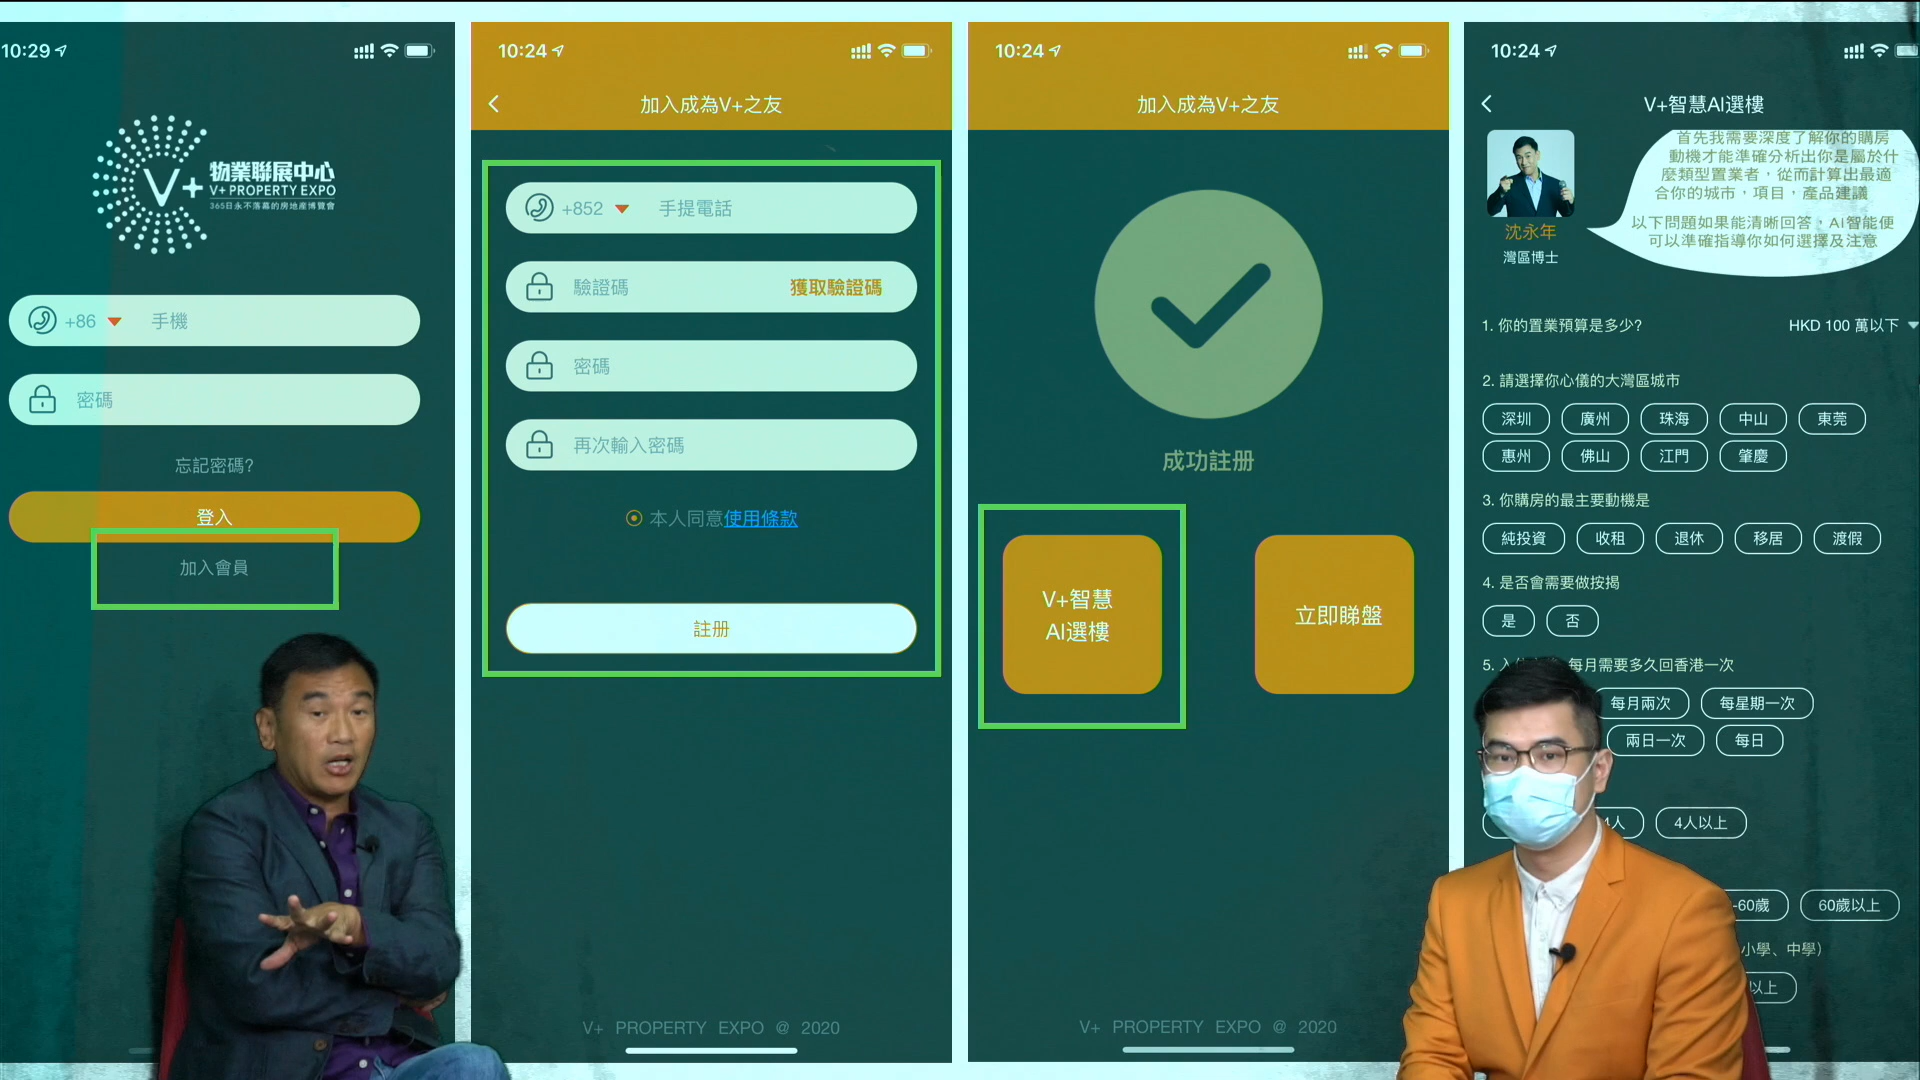 10:29
物業聯展中心
V+
V+ PROPERTY EXPO
365日永不落幕的房地產博覽會
+86
手機
密碼
忘記密碼?
登入
加入會員
10:24
加入成為V+之友
+852
手提電話
驗證碼
獲取驗證碼
密碼
再次輸入密碼
本人同意使用條款
註册
V+ PROPERTY EXPO @ 2020
10:24
加入成為V+之友
成功註册
V+智慧
AI選樓
立即睇盤
V+ PROPERTY EXPO @ 2020
10:24
V+智慧AI選樓
首先我需要深度了解你的購房
動機才能準確分析出你是屬於什
麼類型置業者，從而計算出最適
合你的城市，項目，產品建議
以下問題如果能清晰回答，AI智能便
可以準確指導你如何選擇及注意
沈永年
灣區博士
1. 你的置業預算是多少?
HKD 100 萬以下
2. 請選擇你心儀的大灣區城市
深圳 廣州 珠海 中山 東莞
惠州 佛山 江門 肇慶
3. 你購房的最主要動機是
純投資 收租 退休 移居 渡假
4. 是否會需要做按揭
是 否
5. 每月需要多久回香港一次
每月兩次 每星期一次
兩日一次 每日
4人以上
-60歲 60歲以上
小學、中學)
以上